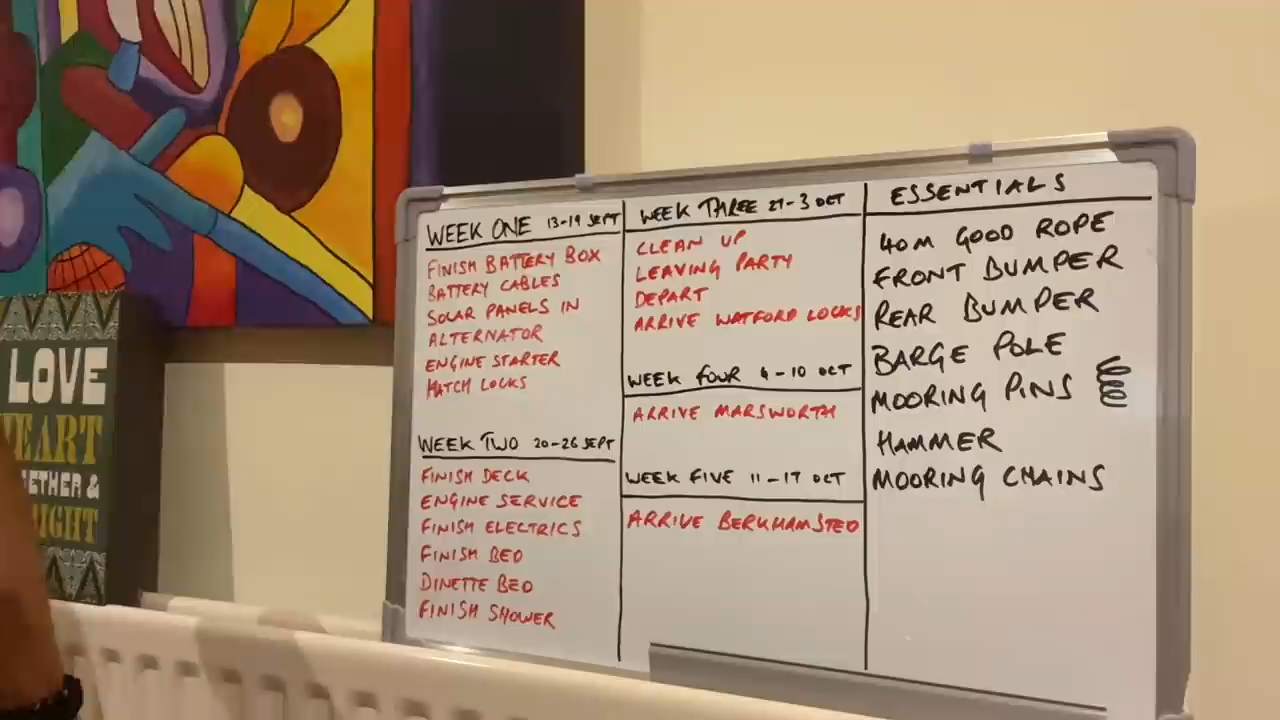 LOVE
EART
ETHER &
IGHT
WEEK ONE 13-19 SEPT
FINISH BATTERY BOX
BATTERY CABLES
SOLAR PANELS IN
ALTERNATOR
ENGINE STARTER
HATCH LOCKS
WEEK TWO 20-26 SEPT
FINISH DECK
ENGINE SERVICE
FINISH ELECTRICS
FINISH BED
DINETTE BED
FINISH SHOWER
WEEK THREE 27-3 OCT
CLEAN UP
LEAVING PARTY
DEPART
ARRIVE WATFORD LOCKS
WEEK FOUR 4-10 OCT
ARRIVE MARSWORTH
WEEK FIVE 11-17 OCT
ARRIVE BERKHAMSTED
ESSENTIALS
40M GOOD ROPE
FRONT BUMPER
REAR BUMPER
BARGE POLE
MOORING PINS
HAMMER
MOORING CHAINS